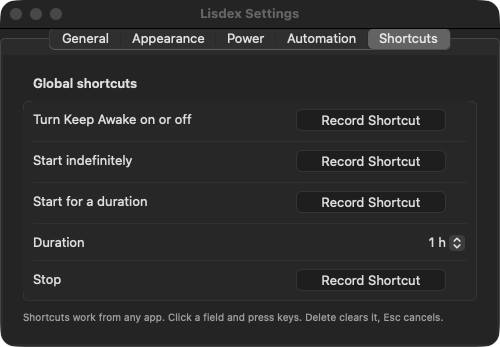 Lisdex Settings
General Appearance Power Automation Shortcuts
Global shortcuts
Turn Keep Awake on or off Record Shortcut
Start indefinitely Record Shortcut
Start for a duration Record Shortcut
Duration 1 h
Stop Record Shortcut
Shortcuts work from any app. Click a field and press keys. Delete clears it, Esc cancels.